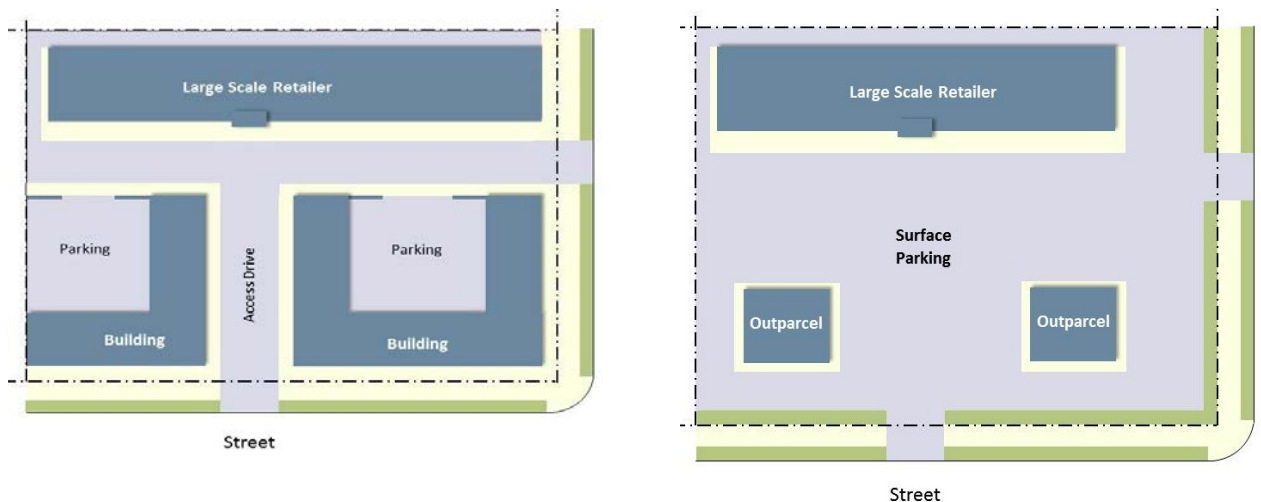 Large Scale Retailer
Parking
Parking
Access Drive
Building
Building
Street
Large Scale Retailer
Surface
Parking
Outparcel
Outparcel
Street